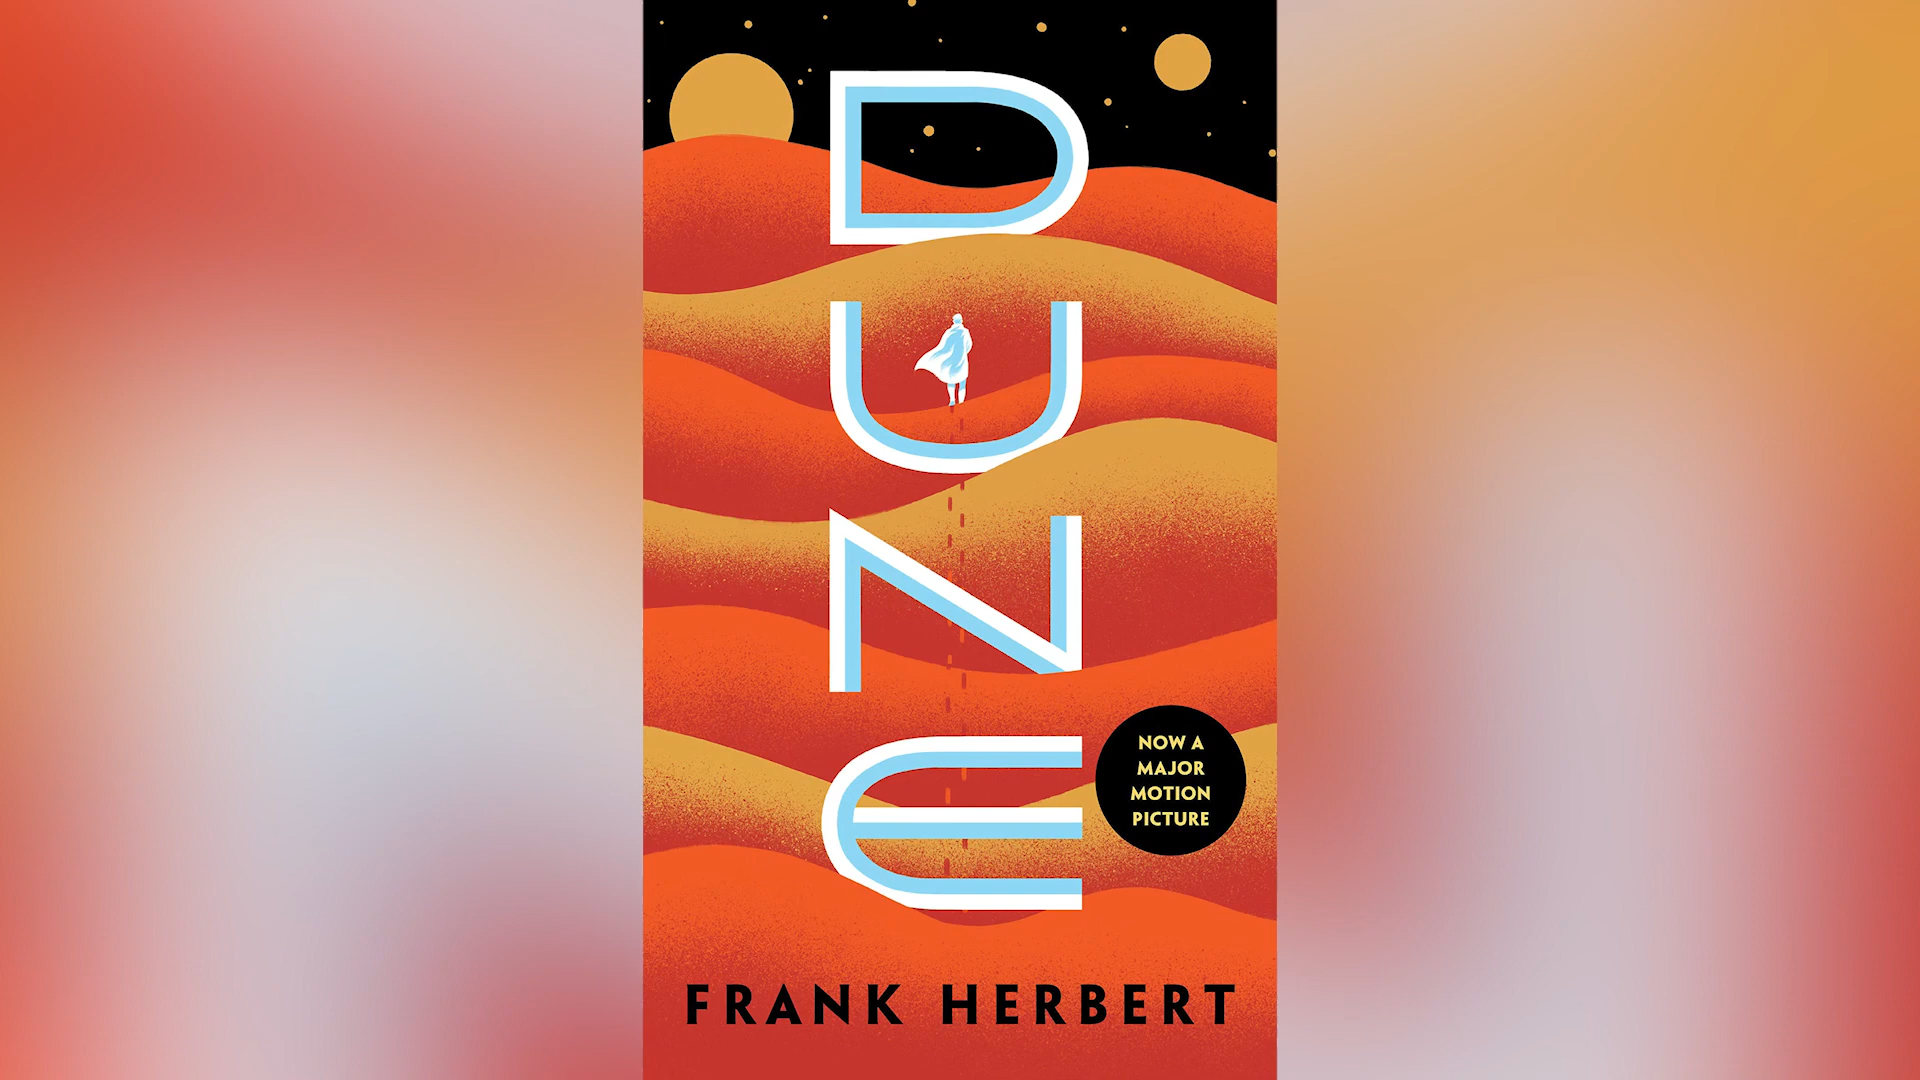 DUNE
NOW A
MAJOR
MOTION
PICTURE
FRANK HERBERT